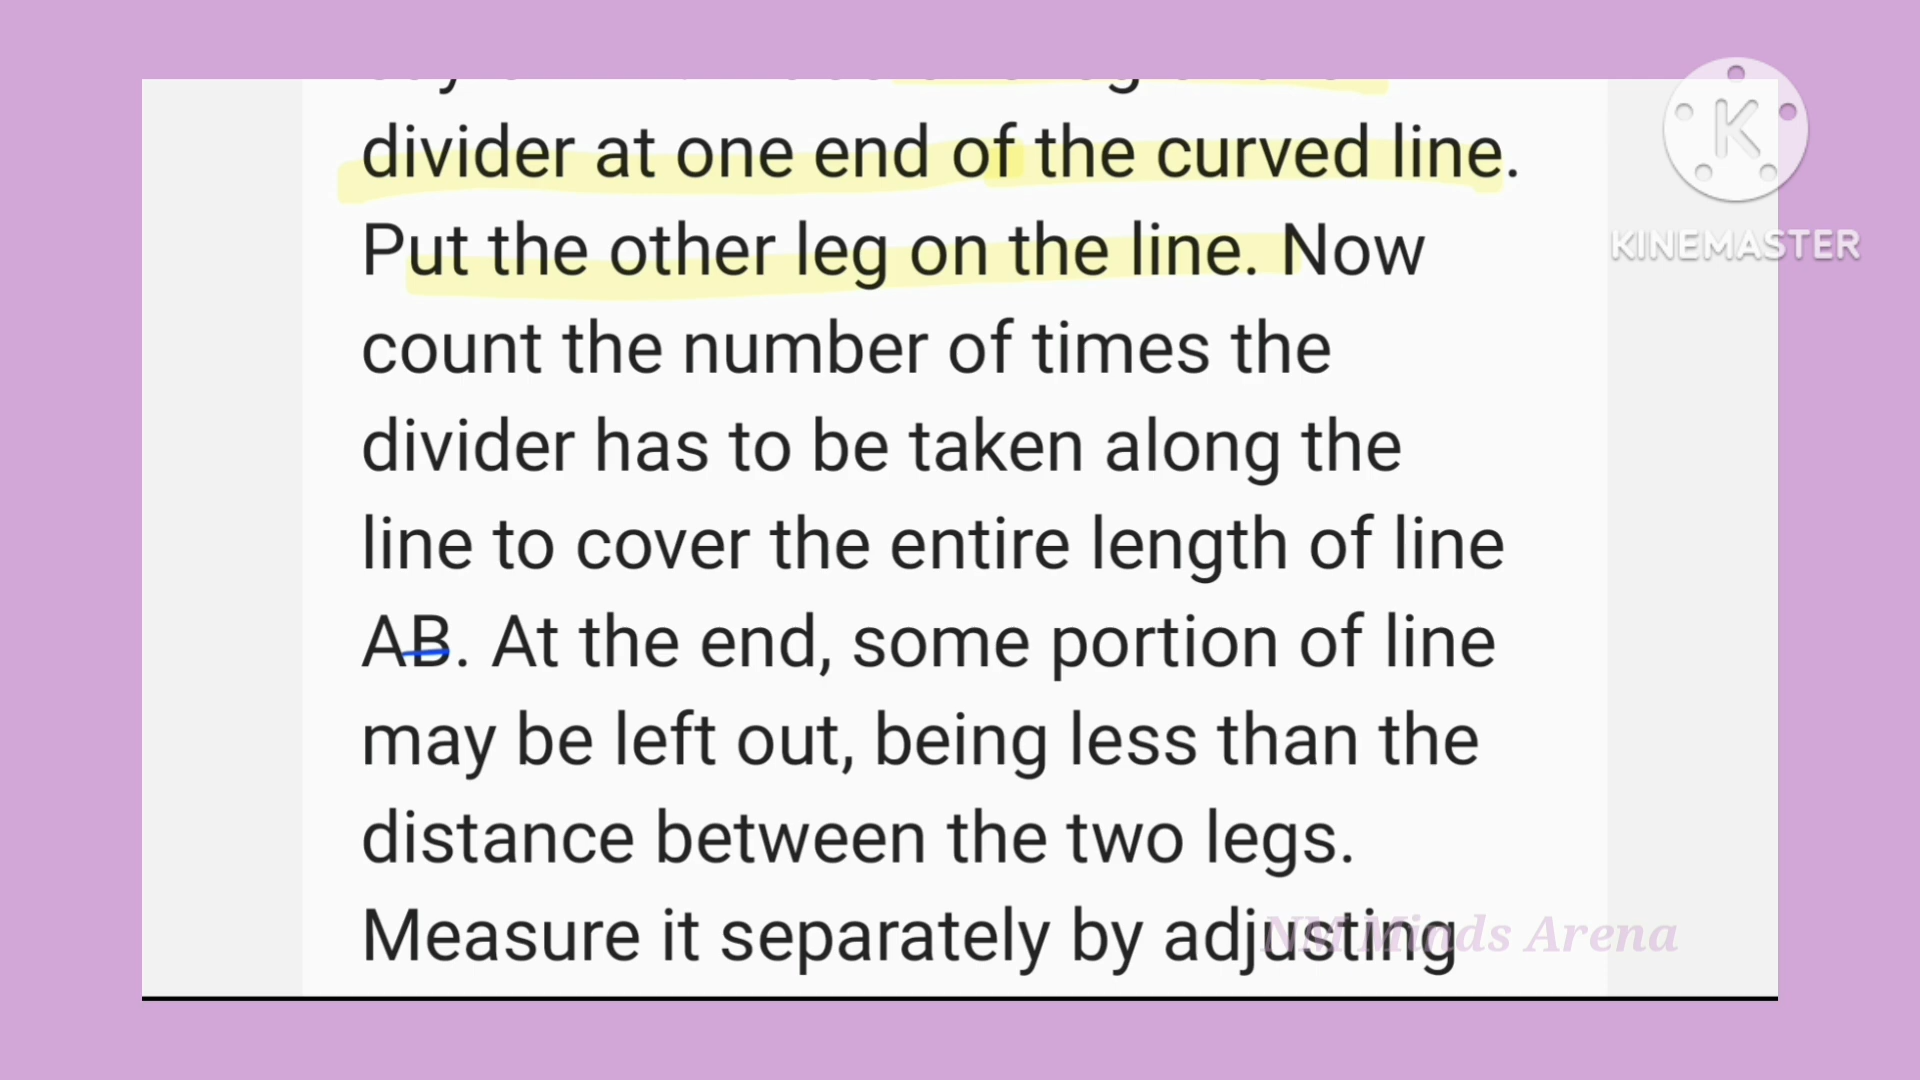 divider at one end of the curved line.
Put the other leg on the line. Now
count the number of times the
divider has to be taken along the
line to cover the entire length of line
AB. At the end, some portion of line
may be left out, being less than the
distance between the two legs.
Measure it separately by adjusting
K
KINEMASTER
NM Minds Arena